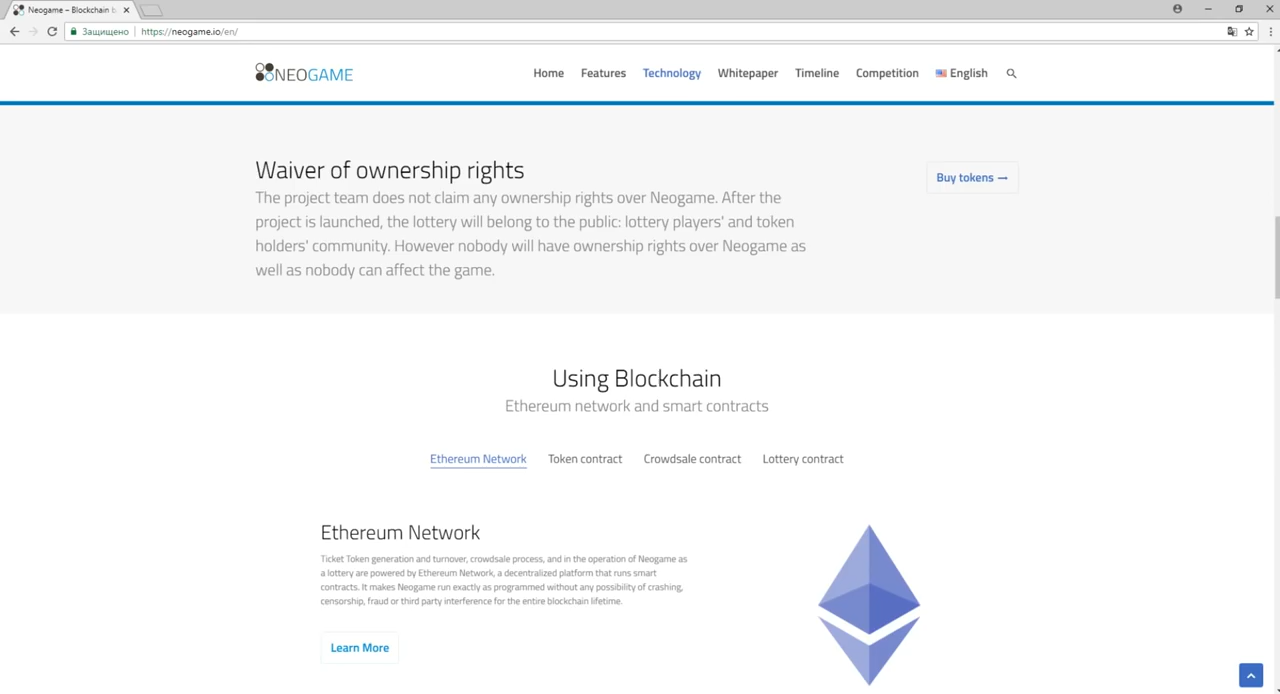 Neogame – Blockchain b
Защищено
https://neogame.io/en/
NEOGAME
Home Features Technology Whitepaper Timeline Competition English
Waiver of ownership rights
Buy tokens →
The project team does not claim any ownership rights over Neogame. After the
project is launched, the lottery will belong to the public: lottery players' and token
holders' community. However nobody will have ownership rights over Neogame as
well as nobody can affect the game.
Using Blockchain
Ethereum network and smart contracts
Ethereum Network Token contract Crowdsale contract Lottery contract
Ethereum Network
Ticket Token generation and turnover, crowdsale process, and in the operation of Neogame as
a lottery are powered by Ethereum Network, a decentralized platform that runs smart
contracts. It makes Neogame run exactly as programmed without any possibility of crashing,
censorship, fraud or third party interference for the entire blockchain lifetime.
Learn More